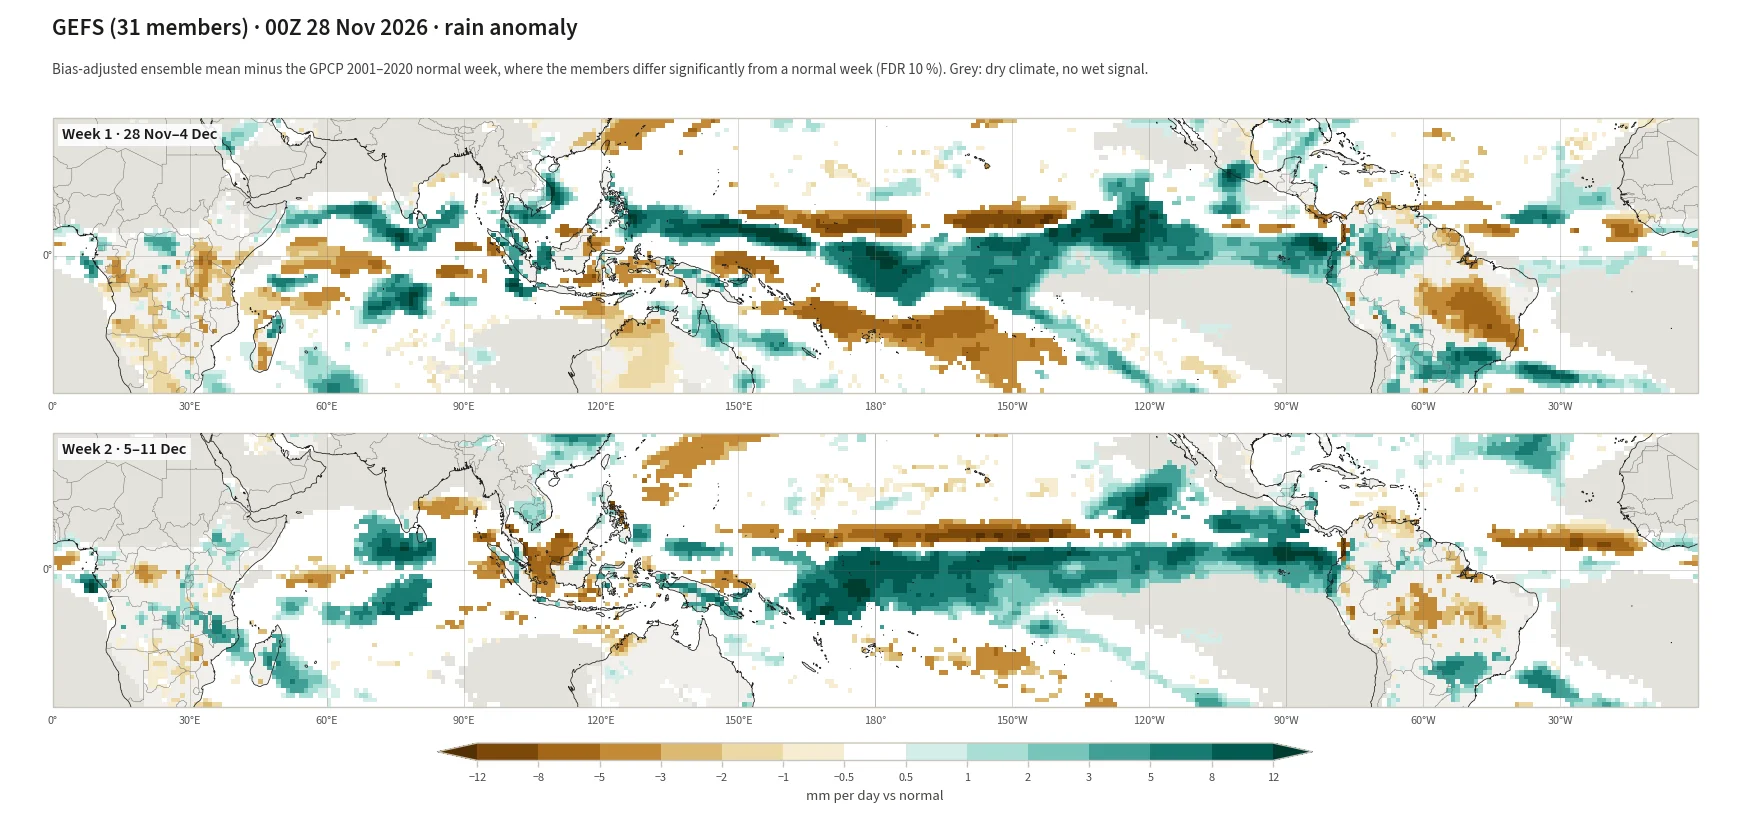 GEFS (31 members) · 00Z 28 Nov 2026 · rain anomaly
Bias-adjusted ensemble mean minus the GPCP 2001–2020 normal week, where the members differ significantly from a normal week (FDR 10 %). Grey: dry climate, no wet signal.
Week 1 · 28 Nov–4 Dec
0°
0° 30°E 60°E 90°E 120°E 150°E 180° 150°W 120°W 90°W 60°W 30°W
Week 2 · 5–11 Dec
0°
0° 30°E 60°E 90°E 120°E 150°E 180° 150°W 120°W 90°W 60°W 30°W
−12 −8 −5 −3 −2 −1 −0.5 0.5 1 2 3 5 8 12
mm per day vs normal